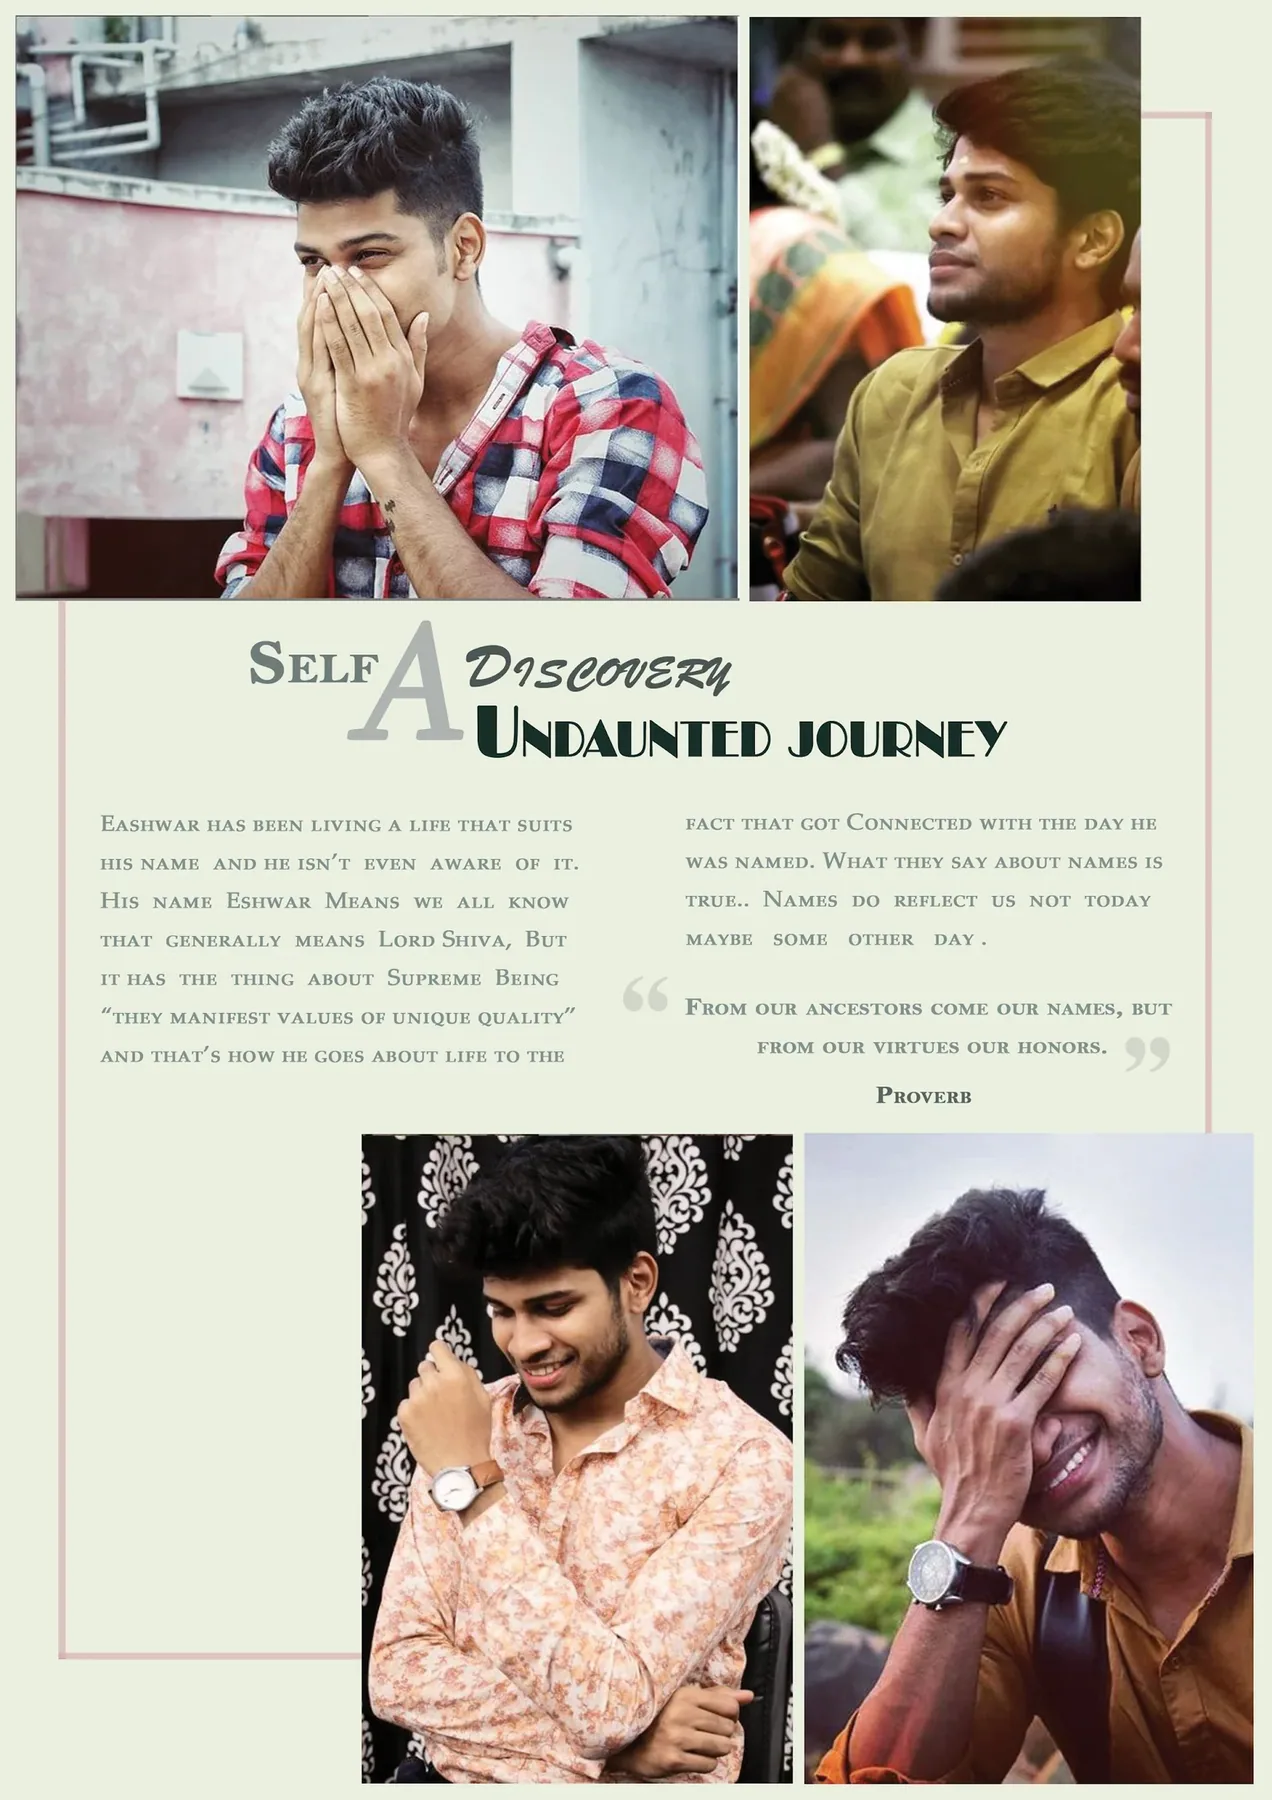 Self A Discovery
Undaunted journey
Eashwar has been living a life that suits
his name and he isn't even aware of it.
His name Eshwar Means we all know
that generally means Lord Shiva, But
it has the thing about Supreme Being
“they manifest values of unique quality”
and that's how he goes about life to the
fact that got Connected with the day he
was named. What they say about names is
true.. Names do reflect us not today
maybe some other day .
“ From our ancestors come our names, but
from our virtues our honors. ”
Proverb